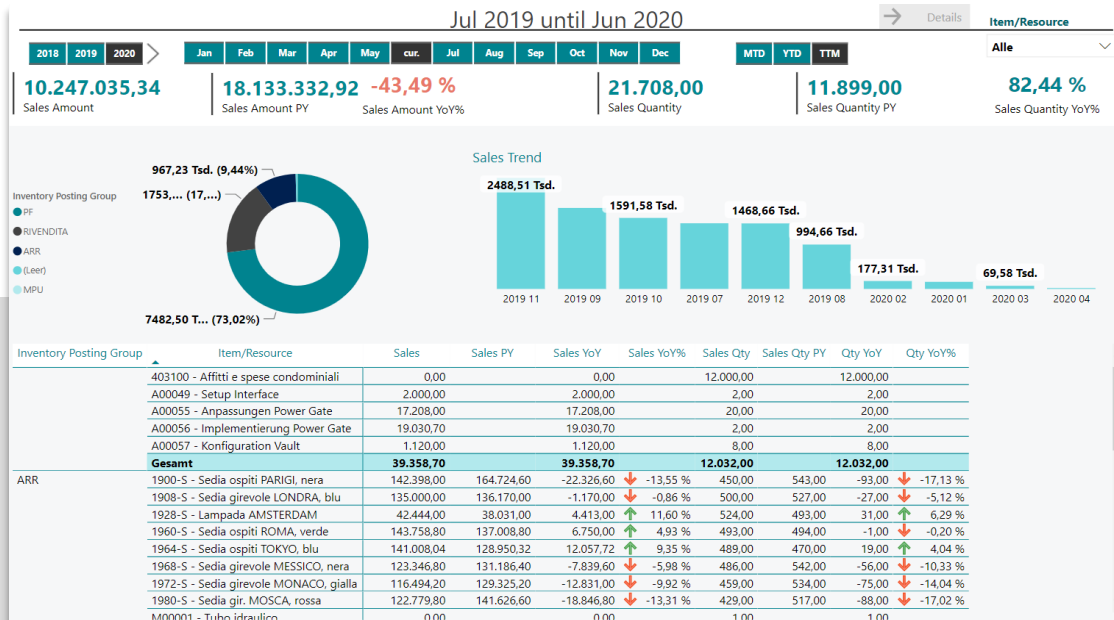 Jul 2019 until Jun 2020
Details
Item/Resource
Alle
2018 2019 2020
Jan Feb Mar Apr May cur. Jul Aug Sep Oct Nov Dec
MTD YTD TTM
10.247.035,34
Sales Amount
18.133.332,92
Sales Amount PY
-43,49 %
Sales Amount YoY%
21.708,00
Sales Quantity
11.899,00
Sales Quantity PY
82,44 %
Sales Quantity YoY%
Inventory Posting Group
PF
RIVENDITA
ARR
(Leer)
MPU
967,23 Tsd. (9,44%)
1753,... (17,...)
7482,50 T... (73,02%)
Sales Trend
2488,51 Tsd.
1591,58 Tsd.
1468,66 Tsd.
994,66 Tsd.
177,31 Tsd.
69,58 Tsd.
2019 11 2019 09 2019 10 2019 07 2019 12 2019 08 2020 02 2020 01 2020 03 2020 04
Inventory Posting Group Item/Resource Sales Sales PY Sales YoY Sales YoY% Sales Qty Sales Qty PY Qty YoY Qty YoY%
403100 - Affitti e spese condominiali 0,00 0,00 12.000,00 12.000,00
A00049 - Setup Interface 2.000,00 2.000,00 2,00 2,00
A00055 - Anpassungen Power Gate 17.208,00 17.208,00 20,00 20,00
A00056 - Implementierung Power Gate 19.030,70 19.030,70 2,00 2,00
A00057 - Konfiguration Vault 1.120,00 1.120,00 8,00 8,00
Gesamt 39.358,70 39.358,70 12.032,00 12.032,00
ARR 1900-S - Sedia ospiti PARIGI, nera 142.398,00 164.724,60 -22.326,60 -13,55 % 450,00 543,00 -93,00 -17,13 %
1908-S - Sedia girevole LONDRA, blu 135.000,00 136.170,00 -1.170,00 -0,86 % 500,00 527,00 -27,00 -5,12 %
1928-S - Lampada AMSTERDAM 42.444,00 38.031,00 4.413,00 11,60 % 524,00 493,00 31,00 6,29 %
1960-S - Sedia ospiti ROMA, verde 143.758,80 137.008,80 6.750,00 4,93 % 493,00 494,00 -1,00 -0,20 %
1964-S - Sedia ospiti TOKYO, blu 141.008,04 128.950,32 12.057,72 9,35 % 489,00 470,00 19,00 4,04 %
1968-S - Sedia girevole MESSICO, nera 123.346,80 131.186,40 -7.839,60 -5,98 % 486,00 542,00 -56,00 -10,33 %
1972-S - Sedia girevole MONACO, gialla 116.494,20 129.325,20 -12.831,00 -9,92 % 459,00 534,00 -75,00 -14,04 %
1980-S - Sedia gir. MOSCA, rossa 122.779,80 141.626,60 -18.846,80 -13,31 % 429,00 517,00 -88,00 -17,02 %
M00001 - Tubo idraulico 0,00 0,00 1,00 1,00